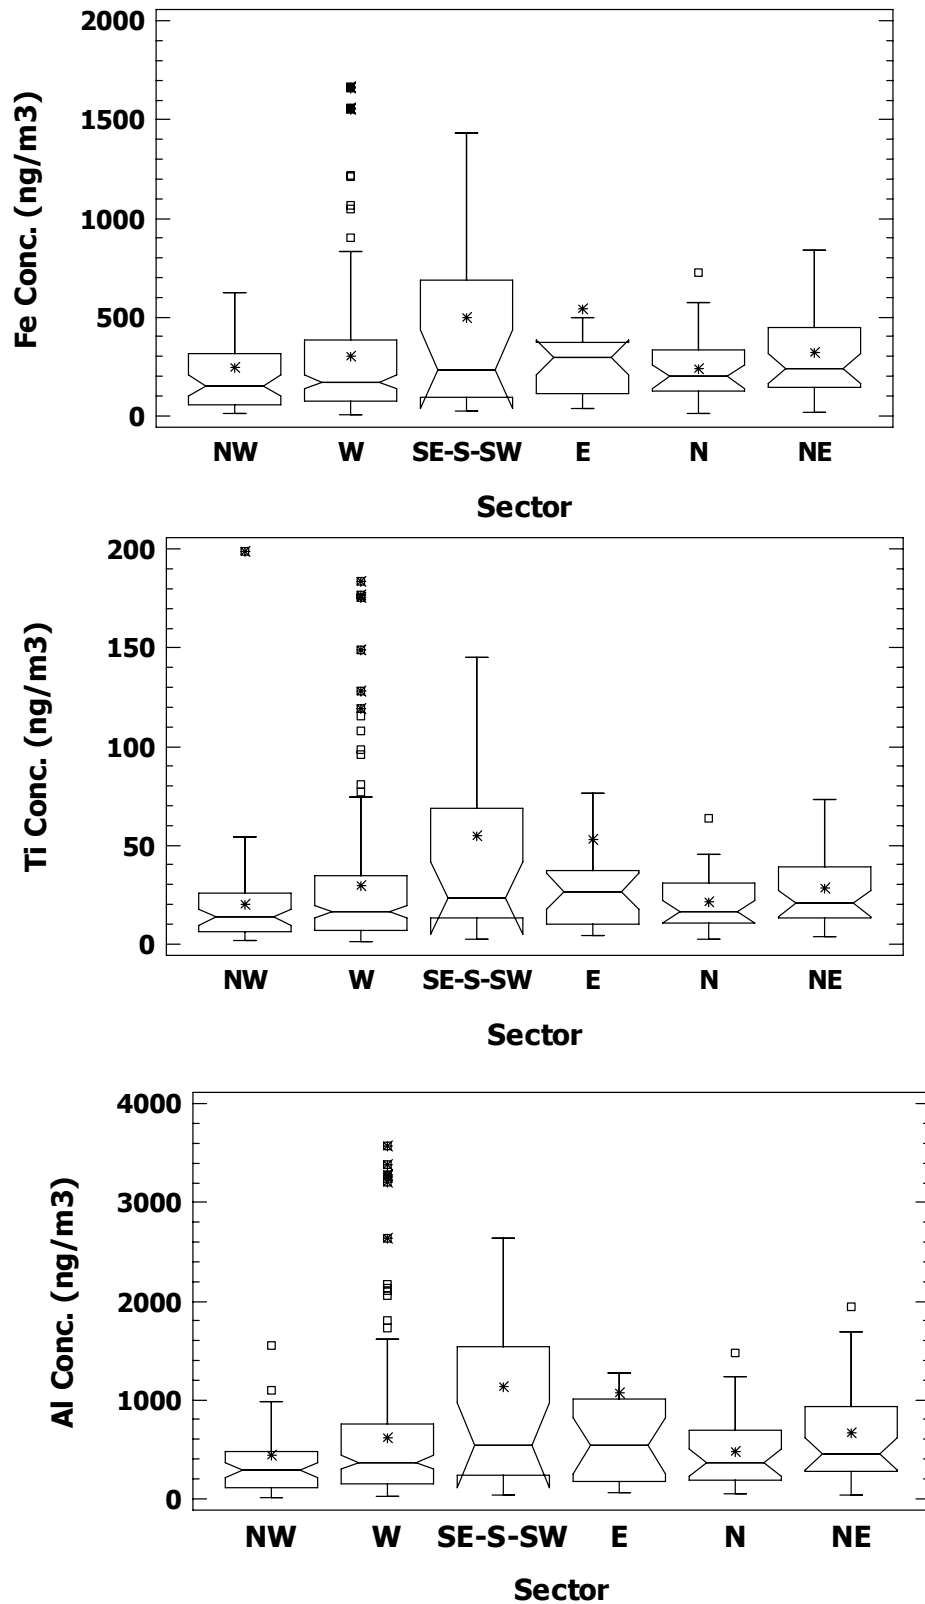 Fe Conc. (ng/m3)
2000
1500
1000
500
0
NW W SE-S-SW E N NE
Sector
Ti Conc. (ng/m3)
200
150
100
50
0
NW W SE-S-SW E N NE
Sector
Al Conc. (ng/m3)
4000
3000
2000
1000
0
NW W SE-S-SW E N NE
Sector